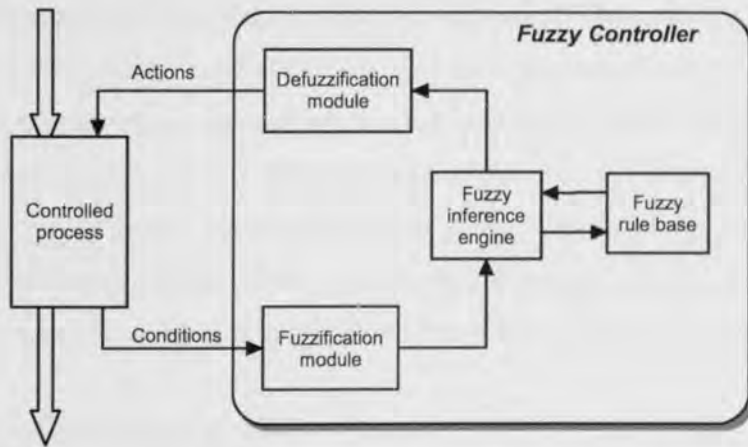 Fuzzy Controller
Actions
Defuzzification
module
Controlled
process
Fuzzy
inference
engine
Fuzzy
rule base
Conditions
Fuzzification
module